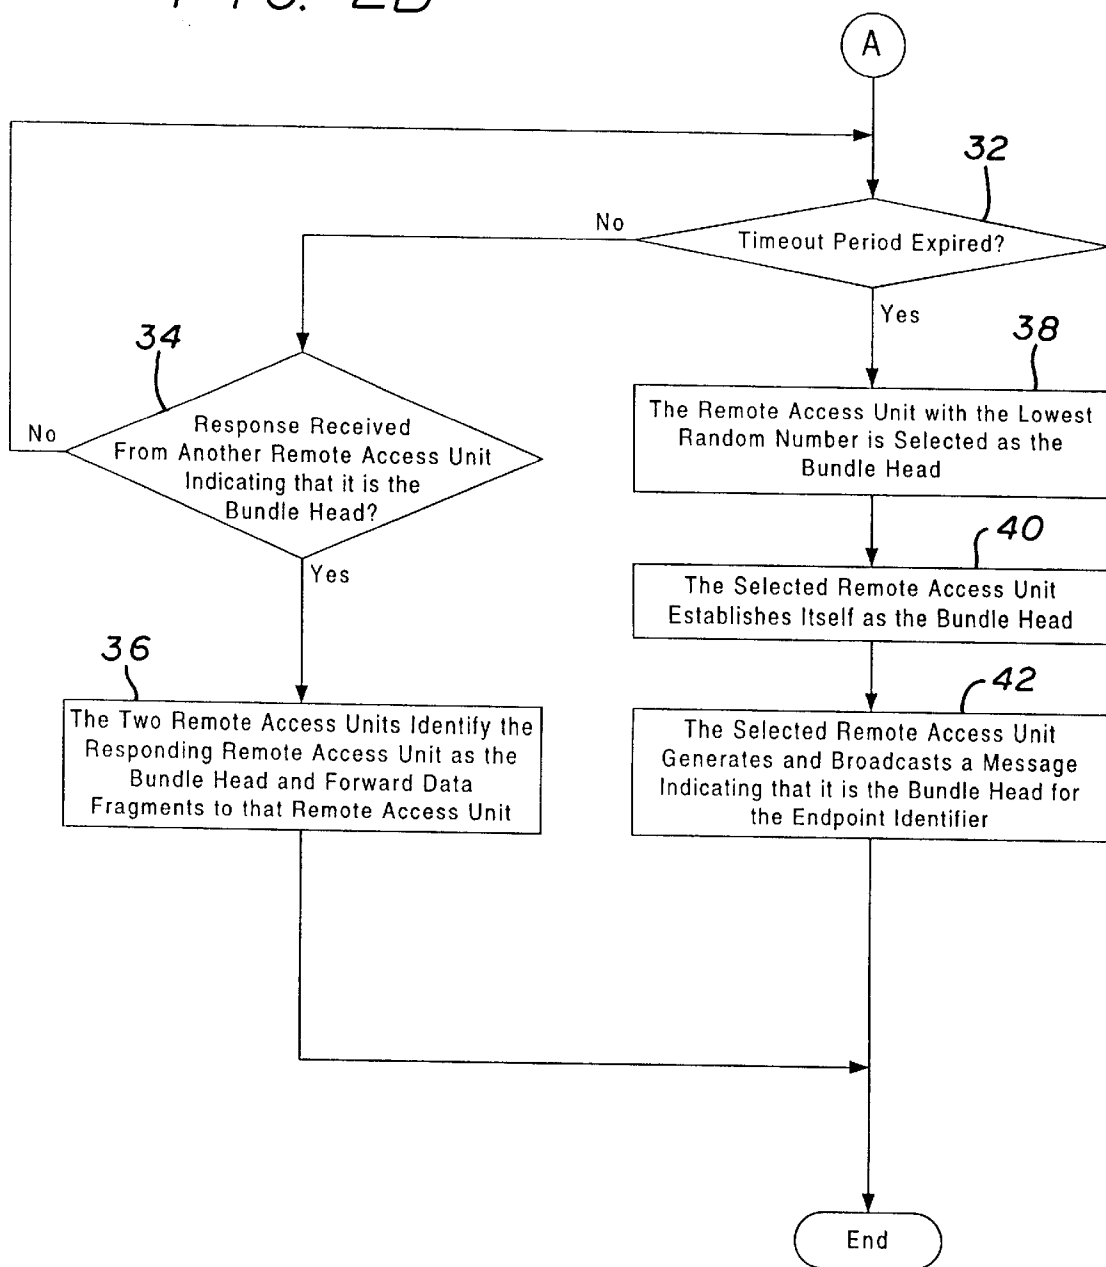 FIG. 2B
A
32
No
Timeout Period Expired?
Yes
34
38
No
Response Received
From Another Remote Access Unit
Indicating that it is the
Bundle Head?
The Remote Access Unit with the Lowest
Random Number is Selected as the
Bundle Head
Yes
40
The Selected Remote Access Unit
Establishes Itself as the Bundle Head
36
42
The Two Remote Access Units Identify the
Responding Remote Access Unit as the
Bundle Head and Forward Data
Fragments to that Remote Access Unit
The Selected Remote Access Unit
Generates and Broadcasts a Message
Indicating that it is the Bundle Head for
the Endpoint Identifier
End